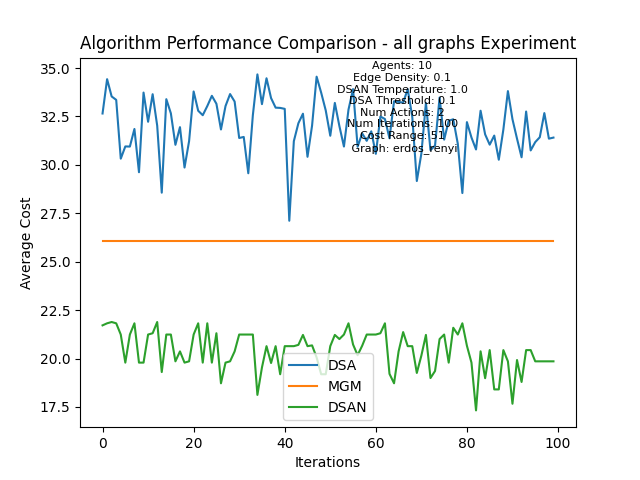 Algorithm Performance Comparison - all graphs Experiment
Agents: 10
Edge Density: 0.1
DSAN Temperature: 1.0
DSA Threshold: 0.1
Num Actions: 2
Num Iterations: 100
Cost Range: 51
Graph: erdos_renyi
35.0
32.5
30.0
27.5
25.0
22.5
20.0
17.5
Average Cost
DSA
MGM
DSAN
0 20 40 60 80 100
Iterations